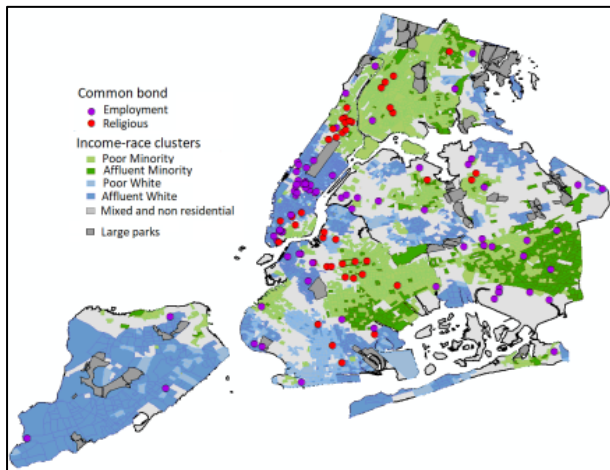 Common bond
Employment
Religious
Income-race clusters
Poor Minority
Affluent Minority
Poor White
Affluent White
Mixed and non residential
Large parks